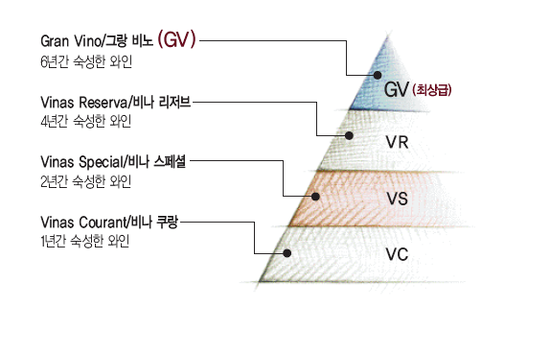 Gran Vino/그랑 비노 (GV)
6년간 숙성한 와인
Vinas Reserva/비나 리저브
4년간 숙성한 와인
Vinas Special/비나 스페셜
2년간 숙성한 와인
Vinas Courant/비나 쿠랑
1년간 숙성한 와인
GV (최상급)
VR
VS
VC